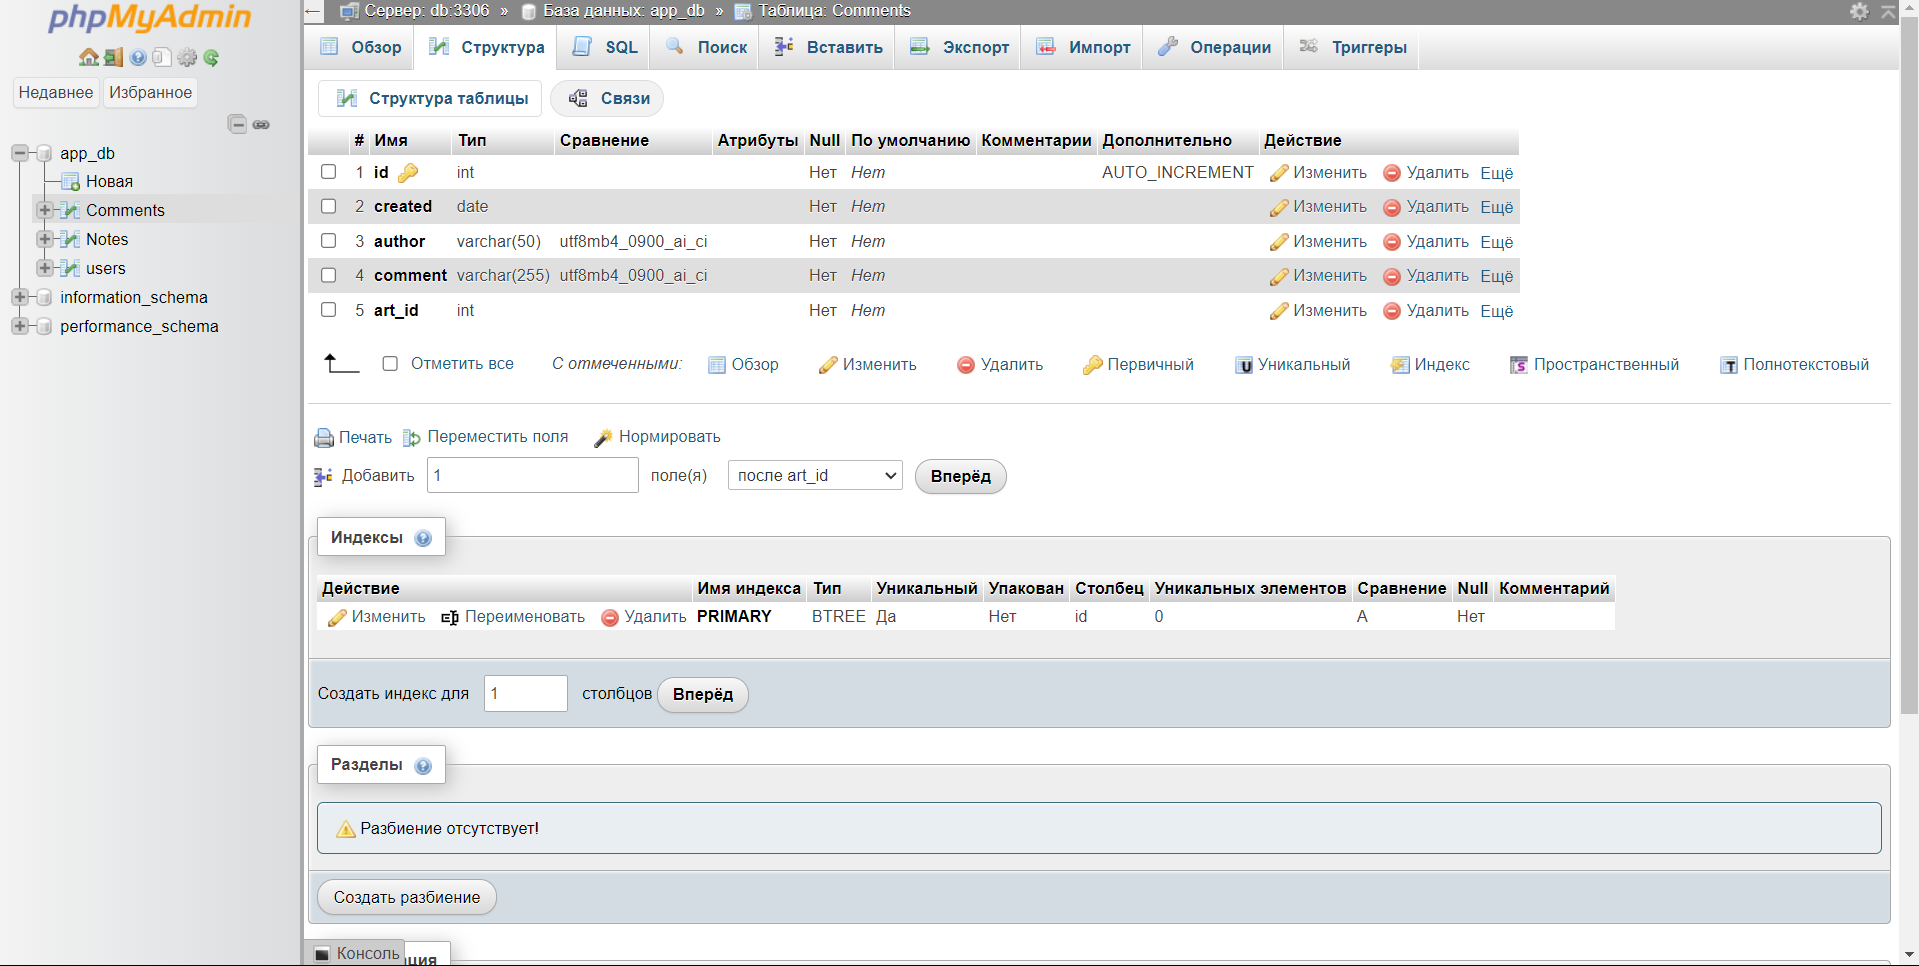 phpMyAdmin
Недавнее Избранное
app_db
Новая
Comments
Notes
users
information_schema
performance_schema
← Сервер: db:3306 » База данных: app_db » Таблица: Comments
Обзор Структура SQL Поиск Вставить Экспорт Импорт Операции Триггеры
Структура таблицы Связи
# Имя Тип Сравнение Атрибуты Null По умолчанию Комментарии Дополнительно Действие
1 id int Нет Нет AUTO_INCREMENT Изменить Удалить Ещё
2 created date Нет Нет Изменить Удалить Ещё
3 author varchar(50) utf8mb4_0900_ai_ci Нет Нет Изменить Удалить Ещё
4 comment varchar(255) utf8mb4_0900_ai_ci Нет Нет Изменить Удалить Ещё
5 art_id int Нет Нет Изменить Удалить Ещё
Отметить все С отмеченными: Обзор Изменить Удалить Первичный U Уникальный Индекс S Пространственный T Полнотекстовый
Печать Переместить поля Нормировать
Добавить 1 поле(я) после art_id Вперёд
Индексы
Действие Имя индекса Тип Уникальный Упакован Столбец Уникальных элементов Сравнение Null Комментарий
Изменить Переименовать Удалить PRIMARY BTREE Да Нет id 0 A Нет
Создать индекс для 1 столбцов Вперёд
Разделы
Разбиение отсутствует!
Создать разбиение
Консоль ация